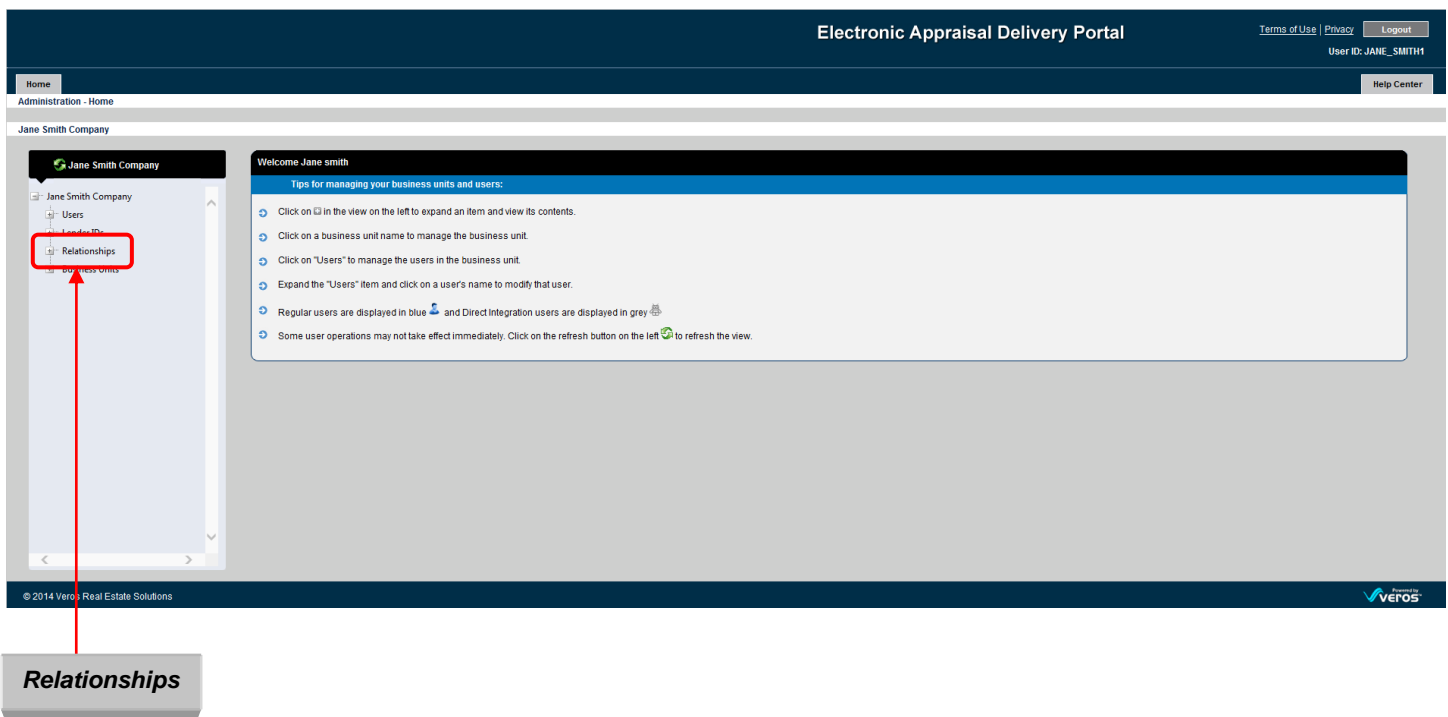 Electronic Appraisal Delivery Portal
Terms of Use | Privacy Logout
User ID: JANE_SMITH1
Home
Help Center
Administration - Home
Jane Smith Company
Jane Smith Company
Jane Smith Company
Users
Lender IDs
Relationships
Business Units
Welcome Jane smith
Tips for managing your business units and users:
Click on in the view on the left to expand an item and view its contents.
Click on a business unit name to manage the business unit.
Click on "Users" to manage the users in the business unit.
Expand the "Users" item and click on a user's name to modify that user.
Regular users are displayed in blue and Direct Integration users are displayed in grey
Some user operations may not take effect immediately. Click on the refresh button on the left to refresh the view.
© 2014 Veros Real Estate Solutions
Powered by
veros
Relationships